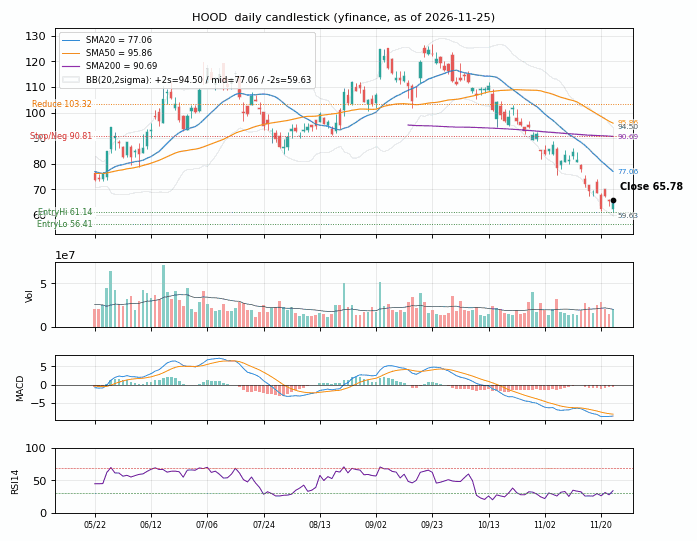 HOOD daily candlestick (yfinance, as of 2026-11-25)
SMA20 = 77.06
SMA50 = 95.86
SMA200 = 90.69
BB(20,2sigma): +2s=94.50 / mid=77.06 / -2s=59.63
130
120
110
100
90
80
70
60
Reduce 103.32
Stop/Neg 90.81
EntryHi 61.14
EntryLo 56.41
95.86
94.50
90.69
77.06
Close 65.78
59.63
1e7
Vol
5
0
MACD
5
0
−5
RSI14
100
50
0
05/22 06/12 07/06 07/24 08/13 09/02 09/23 10/13 11/02 11/20